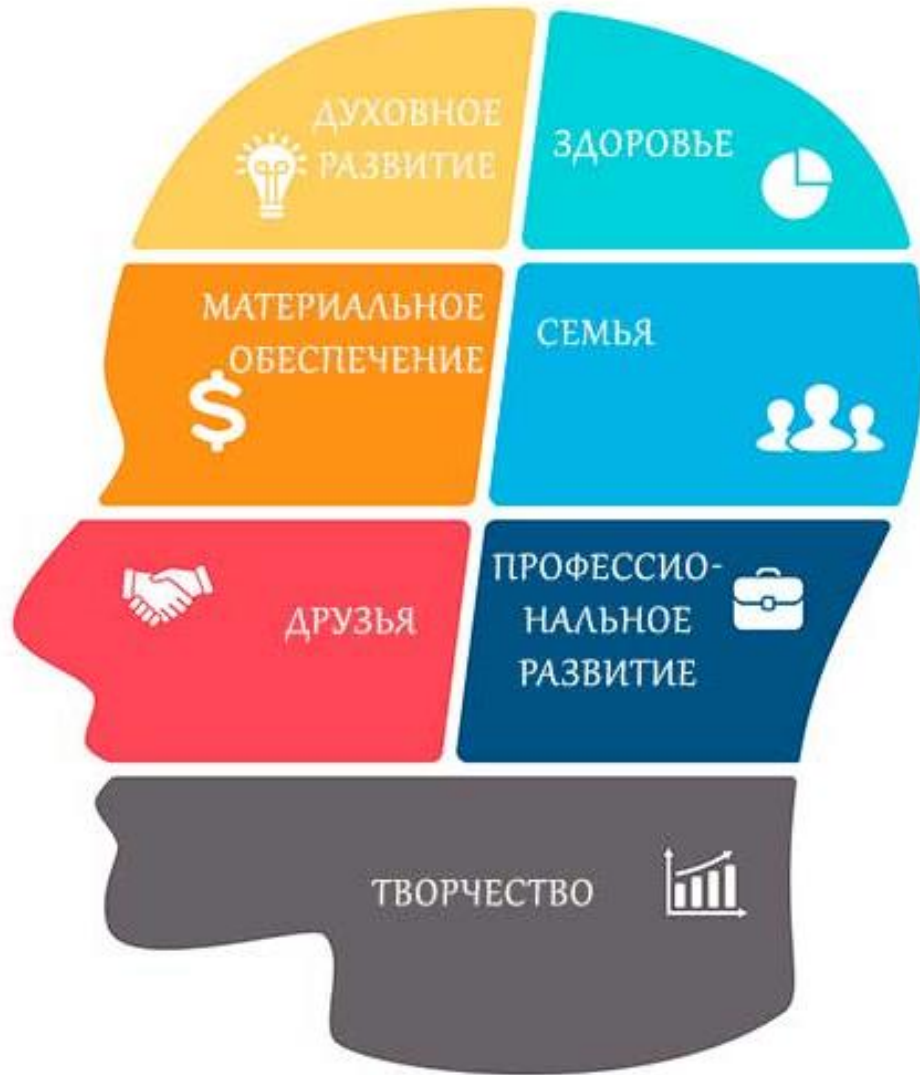 ДУХОВНОЕ
РАЗВИТИЕ
ЗДОРОВЬЕ
МАТЕРИАЛЬНОЕ
ОБЕСПЕЧЕНИЕ
$
СЕМЬЯ
ДРУЗЬЯ
ПРОФЕССИО-
НАЛЬНОЕ
РАЗВИТИЕ
ТВОРЧЕСТВО